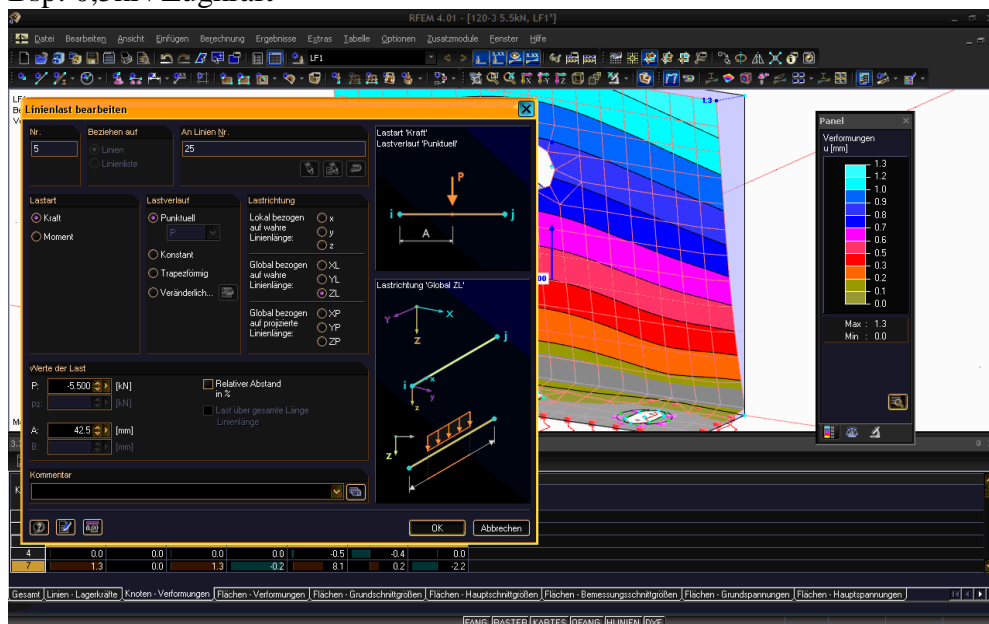 RFEM 4.01 - [120-3 5.5kN, LF1*]
Datei Bearbeiten Ansicht Einfügen Berechnung Ergebnisse Extras Tabelle Optionen Zusatzmodule Fenster Hilfe
LF1
Linienlast bearbeiten
Nr.
5
Beziehen auf
Linien
Linienliste
An Linien Nr.
25
Lastart
Kraft
Moment
Lastverlauf
Punktuell
P
Konstant
Trapezförmig
Veränderlich...
Lastrichtung
Lokal bezogen
auf wahre
Linienlänge:
x
y
z
Global bezogen
auf wahre
Linienlänge:
XL
YL
ZL
Global bezogen
auf projizierte
Linienlänge:
XP
YP
ZP
Werte der Last
P: -5.500 [kN]
p2: [kN]
A: 42.5 [mm]
B: [mm]
Relativer Abstand
in %
Last über gesamte Länge
Linienlänge
Kommentar
OK Abbrechen
Lastart 'Kraft'
Lastverlauf 'Punktuell'
P
i j
A
Lastrichtung 'Global ZL'
Y X
Z
j
i x
y
z
Z
1.3
Panel
Verformungen
u [mm]
1.3
1.2
1.0
0.9
0.8
0.7
0.6
0.5
0.3
0.2
0.1
0.0
Max : 1.3
Min : 0.0
4 0.0 0.0 0.0 0.0 -0.5 -0.4 0.0
7 1.3 0.0 1.3 -0.2 8.1 0.2 -2.2
Gesamt Linien - Lagerkräfte Knoten - Verformungen Flächen - Verformungen Flächen - Grundschnittgrößen Flächen - Hauptschnittgrößen Flächen - Bemessungsschnittgrößen Flächen - Grundspannungen Flächen - Hauptspannungen
FANG RASTER KARTES OFANG HLINIEN DXF